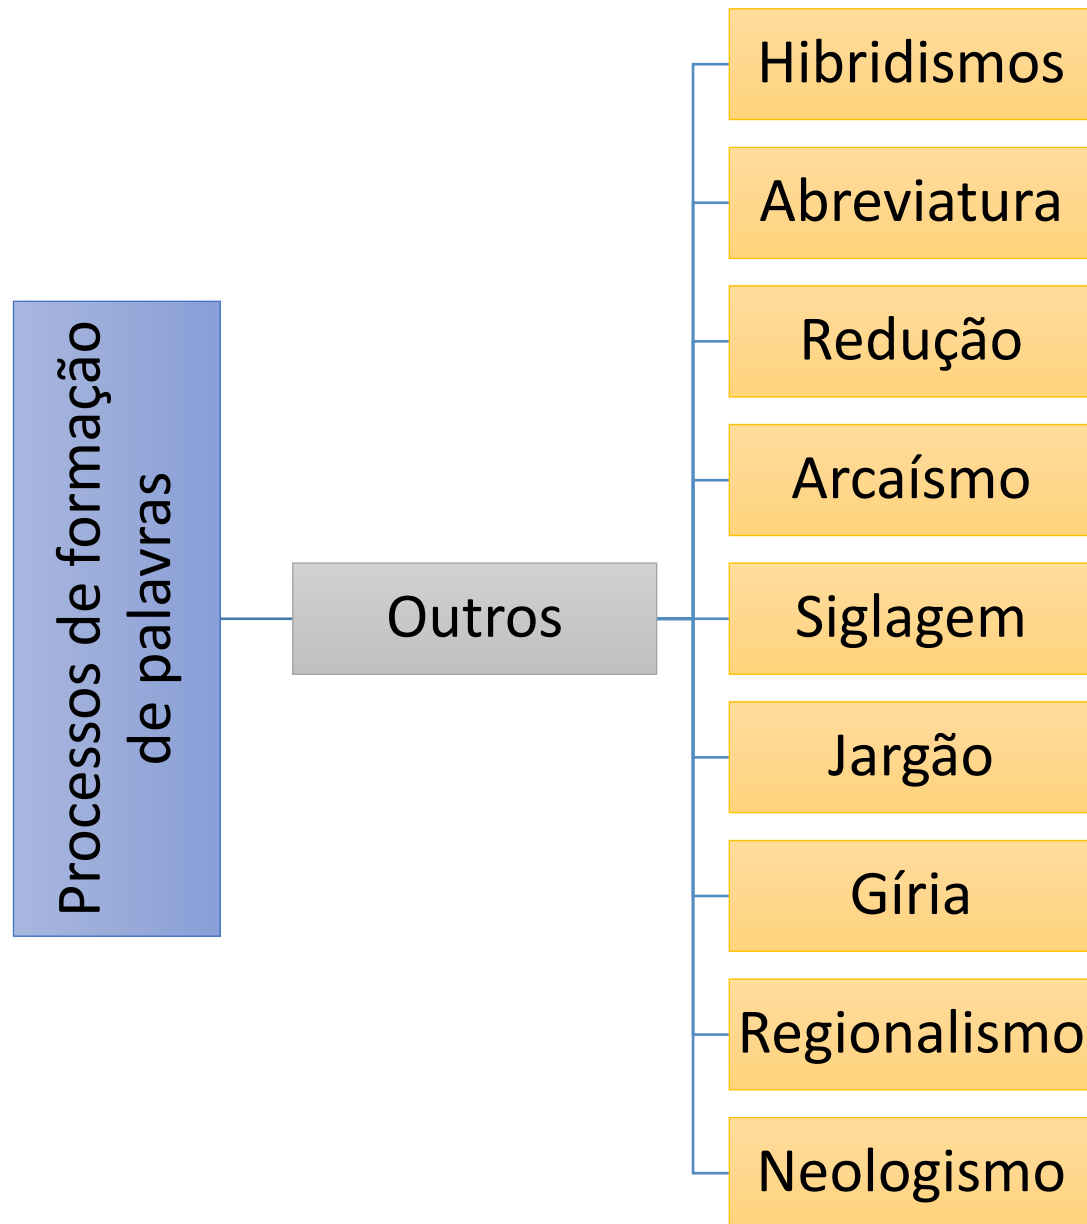 Processos de formação
de palavras
Outros
Hibridismos
Abreviatura
Redução
Arcaísmo
Siglagem
Jargão
Gíria
Regionalismo
Neologismo